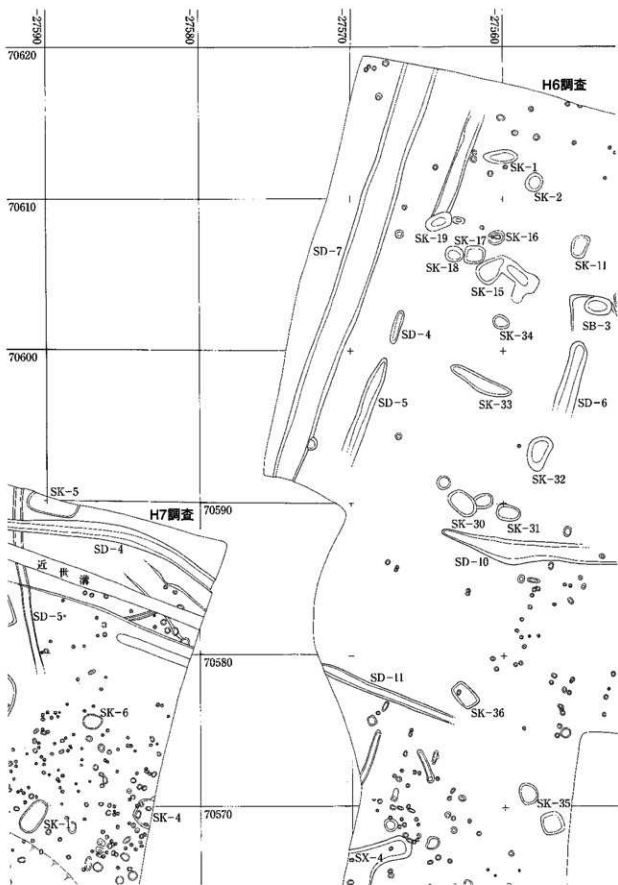 -27590
-27580
-27570
-27560
70620
H6調査
SK-1
SK-2
70610
SK-19
SK-17
SK-16
SK-18
SK-11
SD-7
SK-15
SB-3
SK-34
SD-4
70600
SK-33
SD-5
SD-6
SK-32
SK-5
H7調査
70590
SK-30
SK-31
SD-4
SD-10
近世溝
SD-5
70580
SD-11
SK-36
SK-6
SK-35
SK-1
SK-4
70570
SX-4